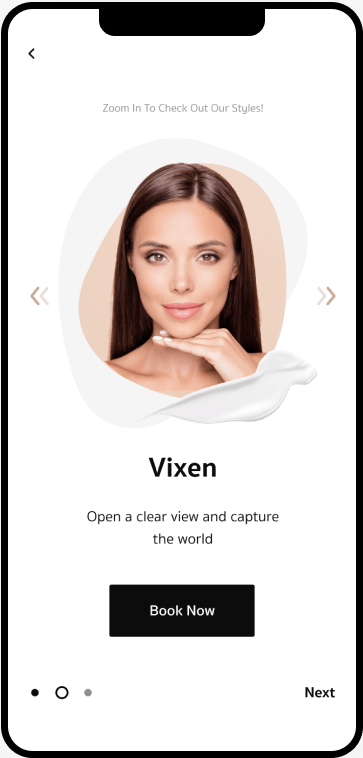 Zoom In To Check Out Our Styles!
Vixen
Open a clear view and capture
the world
Book Now
Next